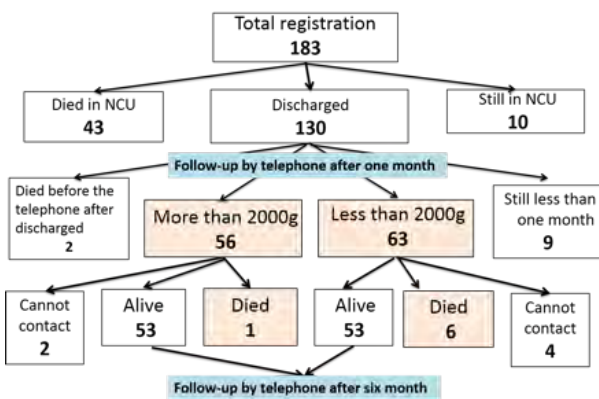 Total registration
183
Died in NCU
43
Discharged
130
Still in NCU
10
Follow-up by telephone after one month
Died before the
telephone after
discharged
2
More than 2000g
56
Less than 2000g
63
Still less than
one month
9
Cannot
contact
2
Alive
53
Died
1
Alive
53
Died
6
Cannot
contact
4
Follow-up by telephone after six month